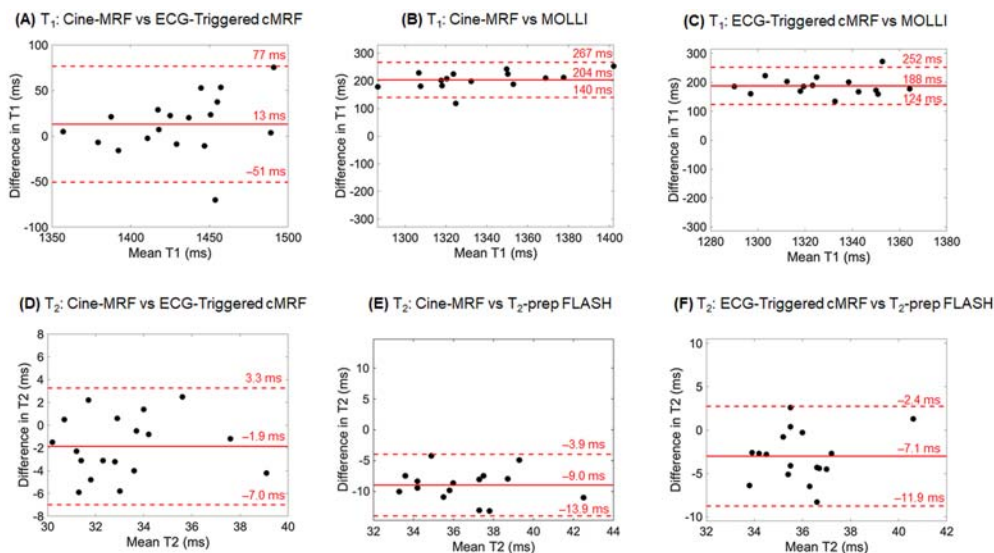 (A) T1: Cine-MRF vs ECG-Triggered cMRF
Difference in T1 (ms)
100
50
0
-50
-100
77 ms
13 ms
−51 ms
1350
1400
1450
1500
Mean T1 (ms)
(B) T1: Cine-MRF vs MOLLI
Difference in T1 (ms)
300
200
100
0
100
200
300
267 ms
204 ms
140 ms
1300
1320
1340
1360
1380
1400
Mean T1 (ms)
(C) T1: ECG-Triggered cMRF vs MOLLI
Difference in T1 (ms)
300
200
100
0
100
200
300
252 ms
188 ms
124 ms
1280
1300
1320
1340
1360
1380
Mean T1 (ms)
(D) T2: Cine-MRF vs ECG-Triggered cMRF
Difference in T2 (ms)
8
6
4
2
0
-2
-4
-6
-8
3.3 ms
−1.9 ms
−7.0 ms
30
32
34
36
38
40
Mean T2 (ms)
(E) T2: Cine-MRF vs T2-prep FLASH
Difference in T2 (ms)
10
5
0
-5
-10
−3.9 ms
−9.0 ms
−13.9 ms
32
34
36
38
40
42
44
Mean T2 (ms)
(F) T2: ECG-Triggered cMRF vs T2-prep FLASH
Difference in T2 (ms)
10
5
0
-5
-10
−2.4 ms
−7.1 ms
−11.9 ms
34
36
38
40
42
Mean T2 (ms)